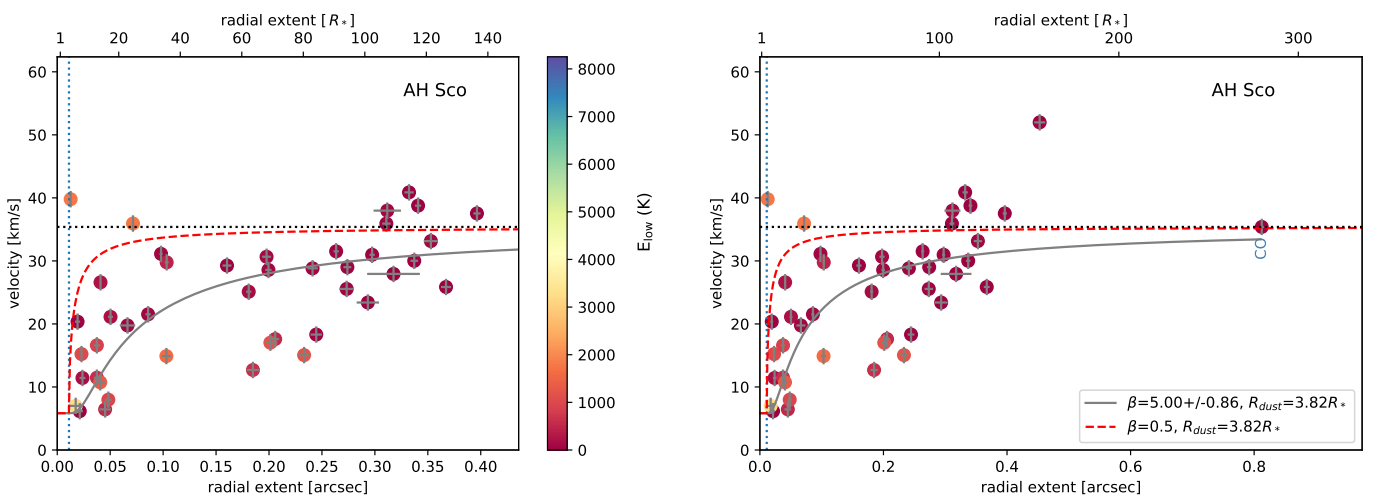 radial extent [ R* ]
1 20 40 60 80 100 120 140
AH Sco
velocity [km/s]
60
50
40
30
20
10
0
0.00 0.05 0.10 0.15 0.20 0.25 0.30 0.35 0.40
radial extent [arcsec]
8000
7000
6000
5000
4000
3000
2000
1000
0
E_low (K)
radial extent [ R* ]
1 100 200 300
AH Sco
velocity [km/s]
60
50
40
30
20
10
0
CO
β=5.00+/-0.86, R_dust=3.82R*
β=0.5, R_dust=3.82R*
0.0 0.2 0.4 0.6 0.8
radial extent [arcsec]